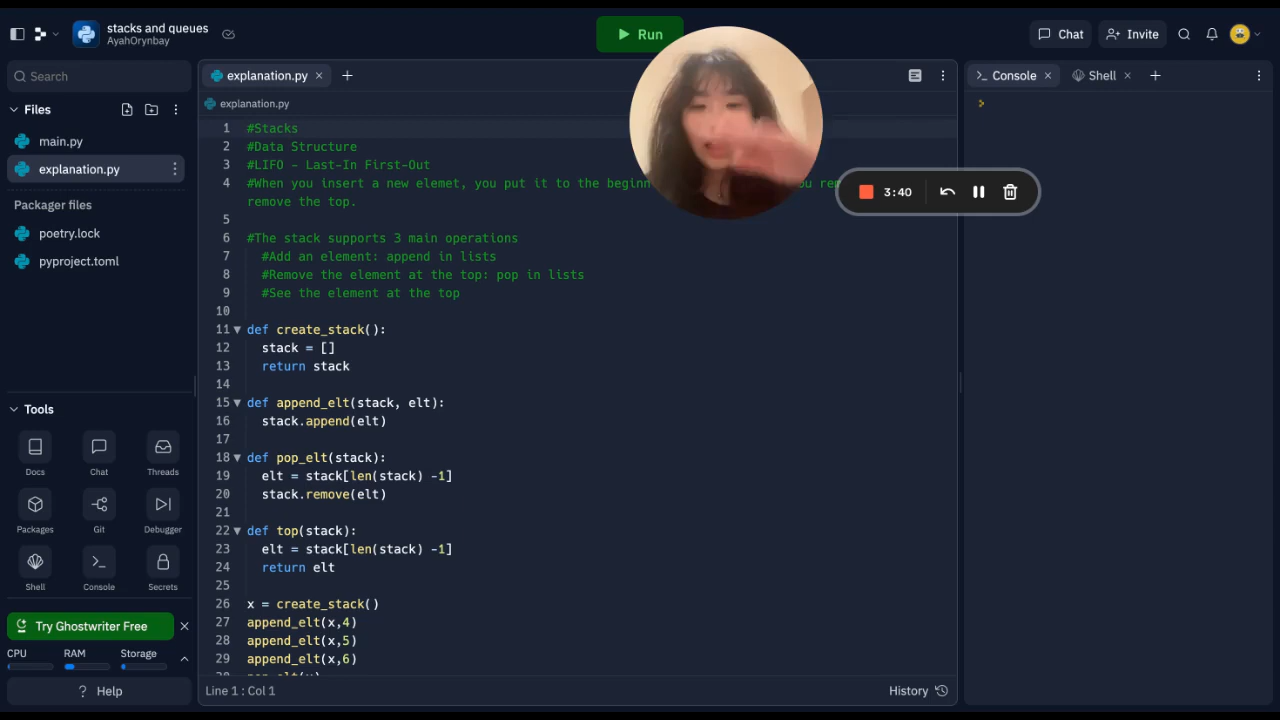 stacks and queues
AyahOrynbay
Run
Chat
Invite
Search
explanation.py
Console
Shell
Files
explanation.py
main.py
explanation.py
Packager files
poetry.lock
pyproject.toml
1 #Stacks
2 #Data Structure
3 #LIFO - Last-In First-Out
4 #When you insert a new elemet, you put it to the beginn
remove the top.
5
6 #The stack supports 3 main operations
7 #Add an element: append in lists
8 #Remove the element at the top: pop in lists
9 #See the element at the top
10
11 def create_stack():
12 stack = []
13 return stack
14
15 def append_elt(stack, elt):
16 stack.append(elt)
17
18 def pop_elt(stack):
19 elt = stack[len(stack) -1]
20 stack.remove(elt)
21
22 def top(stack):
23 elt = stack[len(stack) -1]
24 return elt
25
26 x = create_stack()
27 append_elt(x,4)
28 append_elt(x,5)
29 append_elt(x,6)
3:40
Tools
Docs
Chat
Threads
Packages
Git
Debugger
Shell
Console
Secrets
Try Ghostwriter Free
CPU
RAM
Storage
? Help
Line 1 : Col 1
History